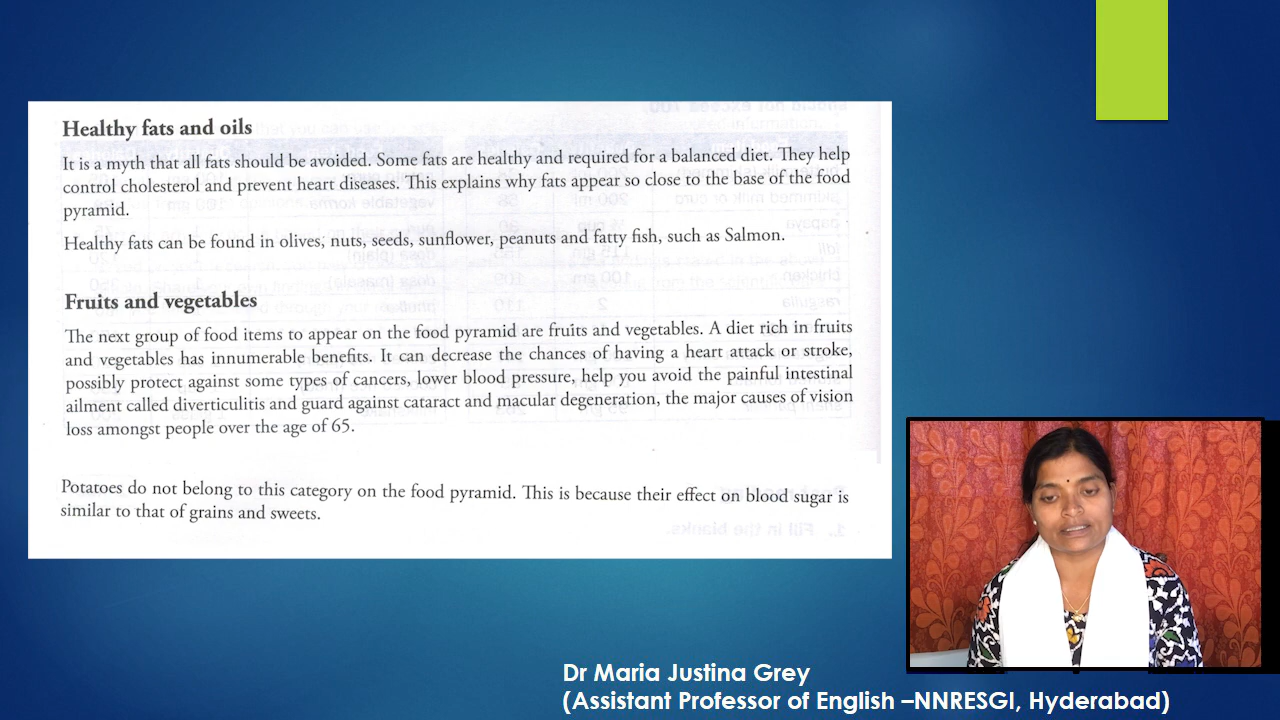 Healthy fats and oils
It is a myth that all fats should be avoided. Some fats are healthy and required for a balanced diet. They help
control cholesterol and prevent heart diseases. This explains why fats appear so close to the base of the food
pyramid.
Healthy fats can be found in olives; nuts, seeds, sunflower, peanuts and fatty fish, such as Salmon.
Fruits and vegetables
The next group of food items to appear on the food pyramid are fruits and vegetables. A diet rich in fruits
and vegetables has innumerable benefits. It can decrease the chances of having a heart attack or stroke,
possibly protect against some types of cancers, lower blood pressure, help you avoid the painful intestinal
ailment called diverticulitis and guard against cataract and macular degeneration, the major causes of vision
loss amongst people over the age of 65.
Potatoes do not belong to this category on the food pyramid. This is because their effect on blood sugar is
similar to that of grains and sweets.
Dr Maria Justina Grey
(Assistant Professor of English –NNRESGI, Hyderabad)